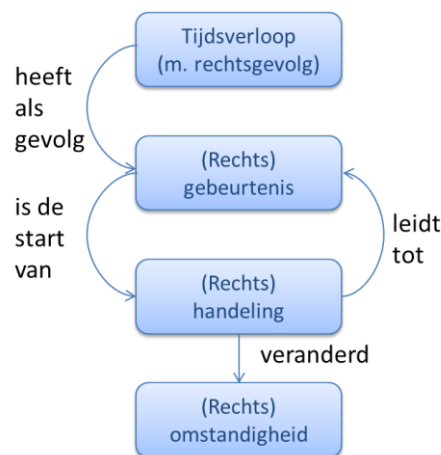 Tijdsverloop
(m. rechtsgevolg)
heeft
als
gevolg
(Rechts)
gebeurtenis
is de
start
van
leidt
tot
(Rechts)
handeling
veranderd
(Rechts)
omstandigheid